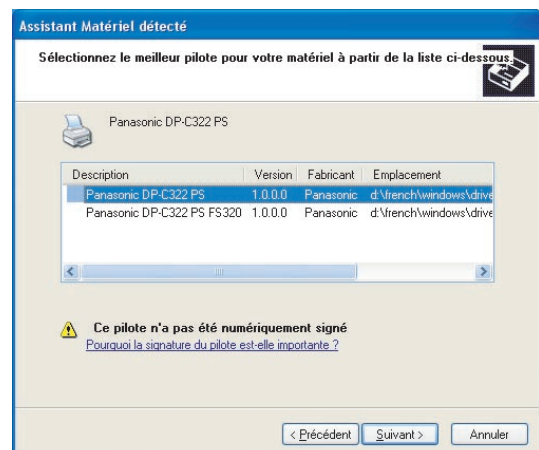 Assistant Matériel détecté
Sélectionnez le meilleur pilote pour votre matériel à partir de la liste ci-dessous.
Panasonic DP-C322 PS
Description Version Fabricant Emplacement
Panasonic DP-C322 PS 1.0.0.0 Panasonic d:\french\windows\drive
Panasonic DP-C322 PS FS320 1.0.0.0 Panasonic d:\french\windows\drive
Ce pilote n'a pas été numériquement signé
Pourquoi la signature du pilote est-elle importante ?
< Précédent Suivant > Annuler